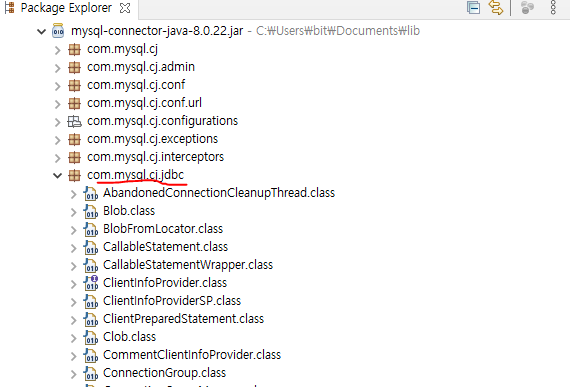 Package Explorer
mysql-connector-java-8.0.22.jar - C:₩Users₩bit₩Documents₩lib
com.mysql.cj
com.mysql.cj.admin
com.mysql.cj.conf
com.mysql.cj.conf.url
com.mysql.cj.configurations
com.mysql.cj.exceptions
com.mysql.cj.interceptors
com.mysql.cj.jdbc
AbandonedConnectionCleanupThread.class
Blob.class
BlobFromLocator.class
CallableStatement.class
CallableStatementWrapper.class
ClientInfoProvider.class
ClientInfoProviderSP.class
ClientPreparedStatement.class
Clob.class
CommentClientInfoProvider.class
ConnectionGroup.class